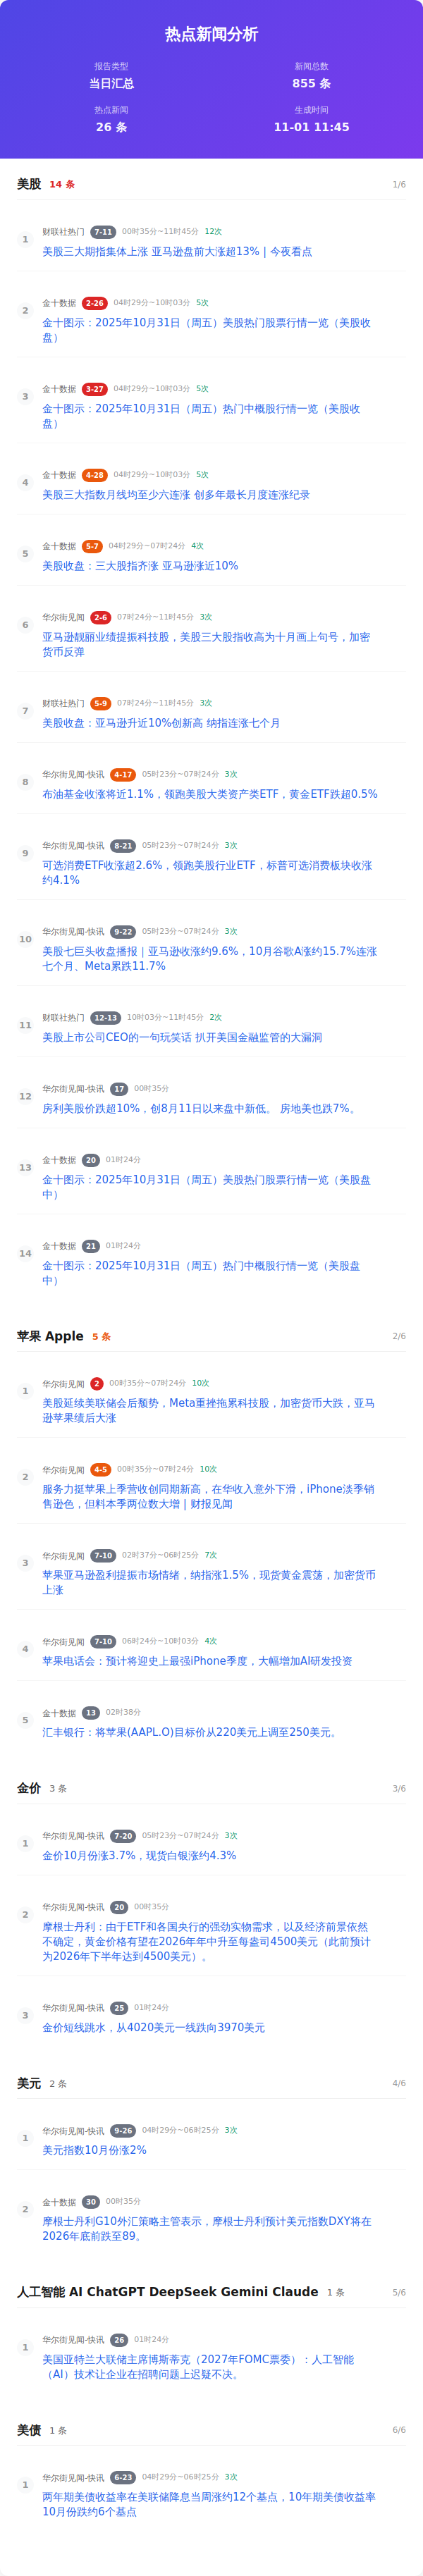 热点新闻分析
报告类型
新闻总数
当日汇总
855 条
热点新闻
生成时间
26 条
11-01 11:45
美股 14 条 1/6
1
财联社热门 7-11 00时35分~11时45分 12次
美股三大期指集体上涨 亚马逊盘前大涨超13% | 今夜看点
2
金十数据 2-26 04时29分~10时03分 5次
金十图示：2025年10月31日（周五）美股热门股票行情一览（美股收
盘）
3
金十数据 3-27 04时29分~10时03分 5次
金十图示：2025年10月31日（周五）热门中概股行情一览（美股收
盘）
4
金十数据 4-28 04时29分~10时03分 5次
美股三大指数月线均至少六连涨 创多年最长月度连涨纪录
5
金十数据 5-7 04时29分~07时24分 4次
美股收盘：三大股指齐涨 亚马逊涨近10%
6
华尔街见闻 2-6 07时24分~11时45分 3次
亚马逊靓丽业绩提振科技股，美股三大股指收高为十月画上句号，加密
货币反弹
7
财联社热门 5-9 07时24分~11时45分 3次
美股收盘：亚马逊升近10%创新高 纳指连涨七个月
8
华尔街见闻-快讯 4-17 05时23分~07时24分 3次
布油基金收涨将近1.1%，领跑美股大类资产类ETF，黄金ETF跌超0.5%
9
华尔街见闻-快讯 8-21 05时23分~07时24分 3次
可选消费ETF收涨超2.6%，领跑美股行业ETF，标普可选消费板块收涨
约4.1%
10
华尔街见闻-快讯 9-22 05时23分~07时24分 3次
美股七巨头收盘播报｜亚马逊收涨约9.6%，10月谷歌A涨约15.7%连涨
七个月、Meta累跌11.7%
11
财联社热门 12-13 10时03分~11时45分 2次
美股上市公司CEO的一句玩笑话 扒开美国金融监管的大漏洞
12
华尔街见闻-快讯 17 00时35分
房利美股价跌超10%，创8月11日以来盘中新低。 房地美也跌7%。
13
金十数据 20 01时24分
金十图示：2025年10月31日（周五）美股热门股票行情一览（美股盘
中）
14
金十数据 21 01时24分
金十图示：2025年10月31日（周五）热门中概股行情一览（美股盘
中）
苹果 Apple 5 条 2/6
1
华尔街见闻 2 00时35分~07时24分 10次
美股延续美联储会后颓势，Meta重挫拖累科技股，加密货币大跌，亚马
逊苹果绩后大涨
2
华尔街见闻 4-5 00时35分~07时24分 10次
服务力挺苹果上季营收创同期新高，在华收入意外下滑，iPhone淡季销
售逊色，但料本季两位数大增 | 财报见闻
3
华尔街见闻 7-10 02时37分~06时25分 7次
苹果亚马逊盈利提振市场情绪，纳指涨1.5%，现货黄金震荡，加密货币
上涨
4
华尔街见闻 7-10 06时24分~10时03分 4次
苹果电话会：预计将迎史上最强iPhone季度，大幅增加AI研发投资
5
金十数据 13 02时38分
汇丰银行：将苹果(AAPL.O)目标价从220美元上调至250美元。
金价 3 条 3/6
1
华尔街见闻-快讯 7-20 05时23分~07时24分 3次
金价10月份涨3.7%，现货白银涨约4.3%
2
华尔街见闻-快讯 20 00时35分
摩根士丹利：由于ETF和各国央行的强劲实物需求，以及经济前景依然
不确定，黄金价格有望在2026年年中升至每盎司4500美元（此前预计
为2026年下半年达到4500美元）。
3
华尔街见闻-快讯 25 01时24分
金价短线跳水，从4020美元一线跌向3970美元
美元 2 条 4/6
1
华尔街见闻-快讯 9-26 04时29分~06时25分 3次
美元指数10月份涨2%
2
金十数据 30 00时35分
摩根士丹利G10外汇策略主管表示，摩根士丹利预计美元指数DXY将在
2026年底前跌至89。
人工智能 AI ChatGPT DeepSeek Gemini Claude 1 条 5/6
1
华尔街见闻-快讯 26 01时24分
美国亚特兰大联储主席博斯蒂克（2027年FOMC票委）：人工智能
（AI）技术让企业在招聘问题上迟疑不决。
美债 1 条 6/6
1
华尔街见闻-快讯 6-23 04时29分~06时25分 3次
两年期美债收益率在美联储降息当周涨约12个基点，10年期美债收益率
10月份跌约6个基点